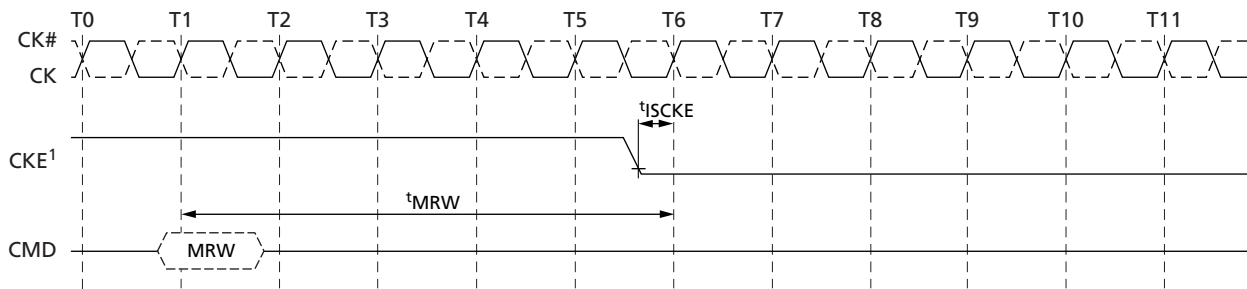 T0 T1 T2 T3 T4 T5 T6 T7 T8 T9 T10 T11
CK#
CK
tISCKE
CKE1
tMRW
CMD MRW